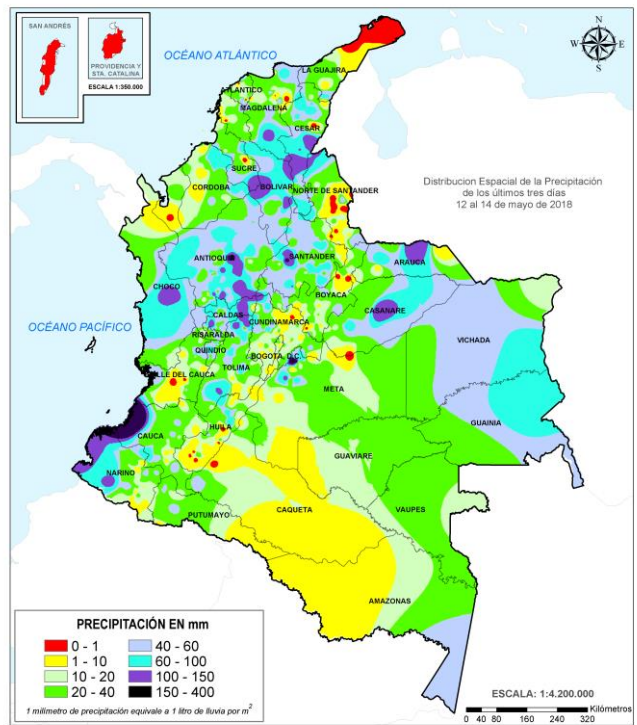 SAN ANDRÉS
PROVIDENCIA Y
STA. CATALINA
ESCALA 1:350.000
OCÉANO ATLÁNTICO
N
W E
S
LA GUAJIRA
ATLANTICO
MAGDALENA
CESAR
SUCRE
CORDOBA
BOLIVAR
NORTE DE SANTANDER
Distribucion Espacial de la Precipitación
de los últimos tres días
12 al 14 de mayo de 2018
ANTIOQUIA
SANTANDER
ARAUCA
CHOCO
BOYACA
CASANARE
OCÉANO PACÍFICO
CALDAS
CUNDINAMARCA
RISARALDA
VICHADA
QUINDIO
BOGOTA, D.C.
TOLIMA
VALLE DEL CAUCA
META
GUAINIA
HUILA
CAUCA
GUAVIARE
NARIÑO
CAQUETA
VAUPES
PUTUMAYO
AMAZONAS
PRECIPITACIÓN EN mm
0 - 1 40 - 60
1 - 10 60 - 100
10 - 20 100 - 150
20 - 40 150 - 400
1 milimetro de precipitación equivale a 1 litro de lluvia por m2
ESCALA: 1:4.200.000
Kilómetros
0 40 80 160 240 320